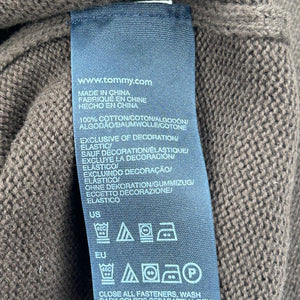 www.tommy.com
MADE IN CHINA
FABRIQUÉ EN CHINE
HECHO EN CHINA
100% COTTON/COTON/ALGODÓN/
ALGODÃO/BAUMWOLLE/COTONE
EXCLUSIVE OF DECORATION/
ELASTIC/
SAUF DÉCORATION/ÉLASTIQUE/
EXCLUYE LA DECORACIÓN/
ELÁSTICO/
EXCLUINDO DECORAÇÃO/
ELÁSTICO/
OHNE DEKORATION/GUMMIZUG/
ECCETTO DECORAZIONE/
ELASTICO
US
EU
CLOSE ALL FASTENERS, WASH